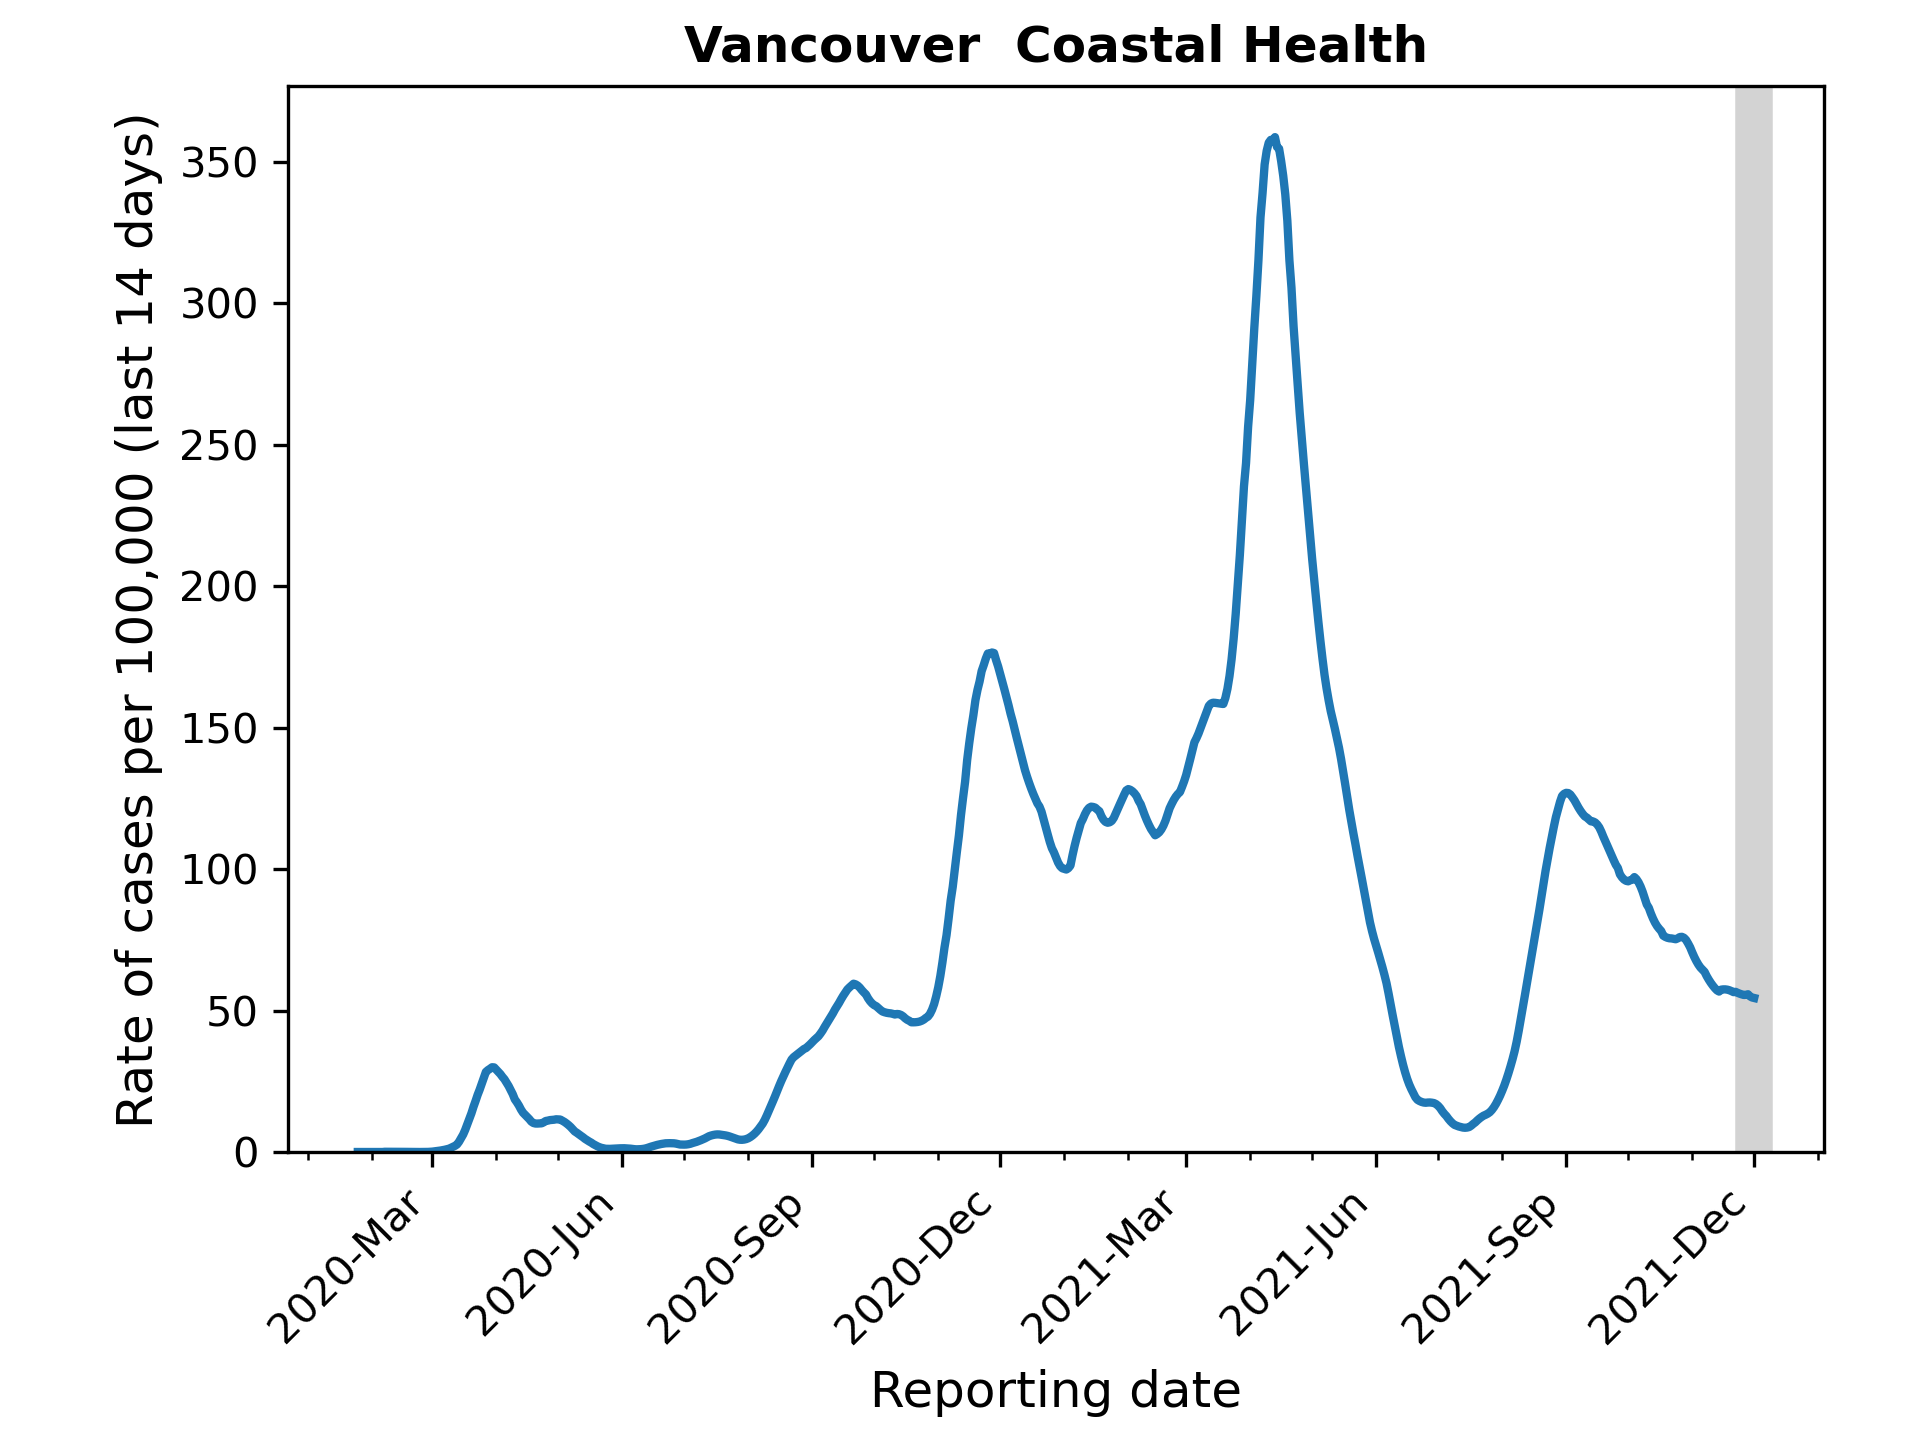 Vancouver  Coastal Health
Rate of cases per 100,000 (last 14 days)
350
300
250
200
150
100
50
0
2020-Mar
2020-Jun
2020-Sep
2020-Dec
2021-Mar
2021-Jun
2021-Sep
2021-Dec
Reporting date